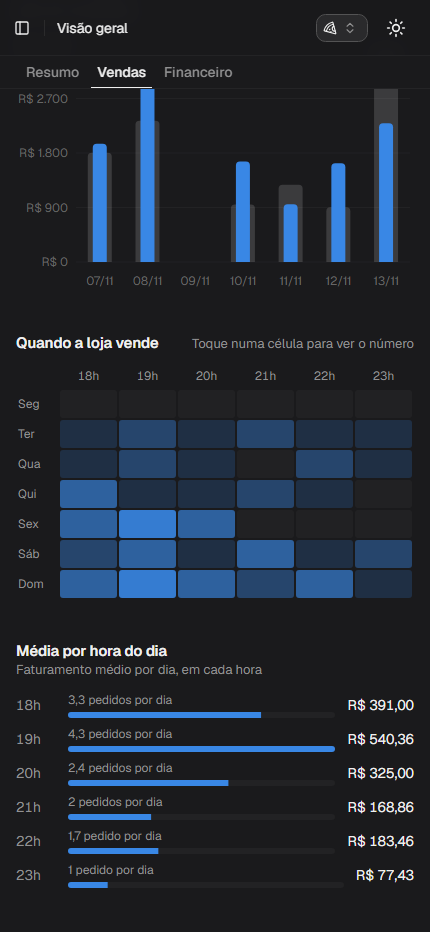 Visão geral
Resumo Vendas Financeiro
R$ 2.700
R$ 1.800
R$ 900
R$ 0
07/11 08/11 09/11 10/11 11/11 12/11 13/11
Quando a loja vende Toque numa célula para ver o número
18h 19h 20h 21h 22h 23h
Seg
Ter
Qua
Qui
Sex
Sáb
Dom
Média por hora do dia
Faturamento médio por dia, em cada hora
18h 3,3 pedidos por dia R$ 391,00
19h 4,3 pedidos por dia R$ 540,36
20h 2,4 pedidos por dia R$ 325,00
21h 2 pedidos por dia R$ 168,86
22h 1,7 pedido por dia R$ 183,46
23h 1 pedido por dia R$ 77,43